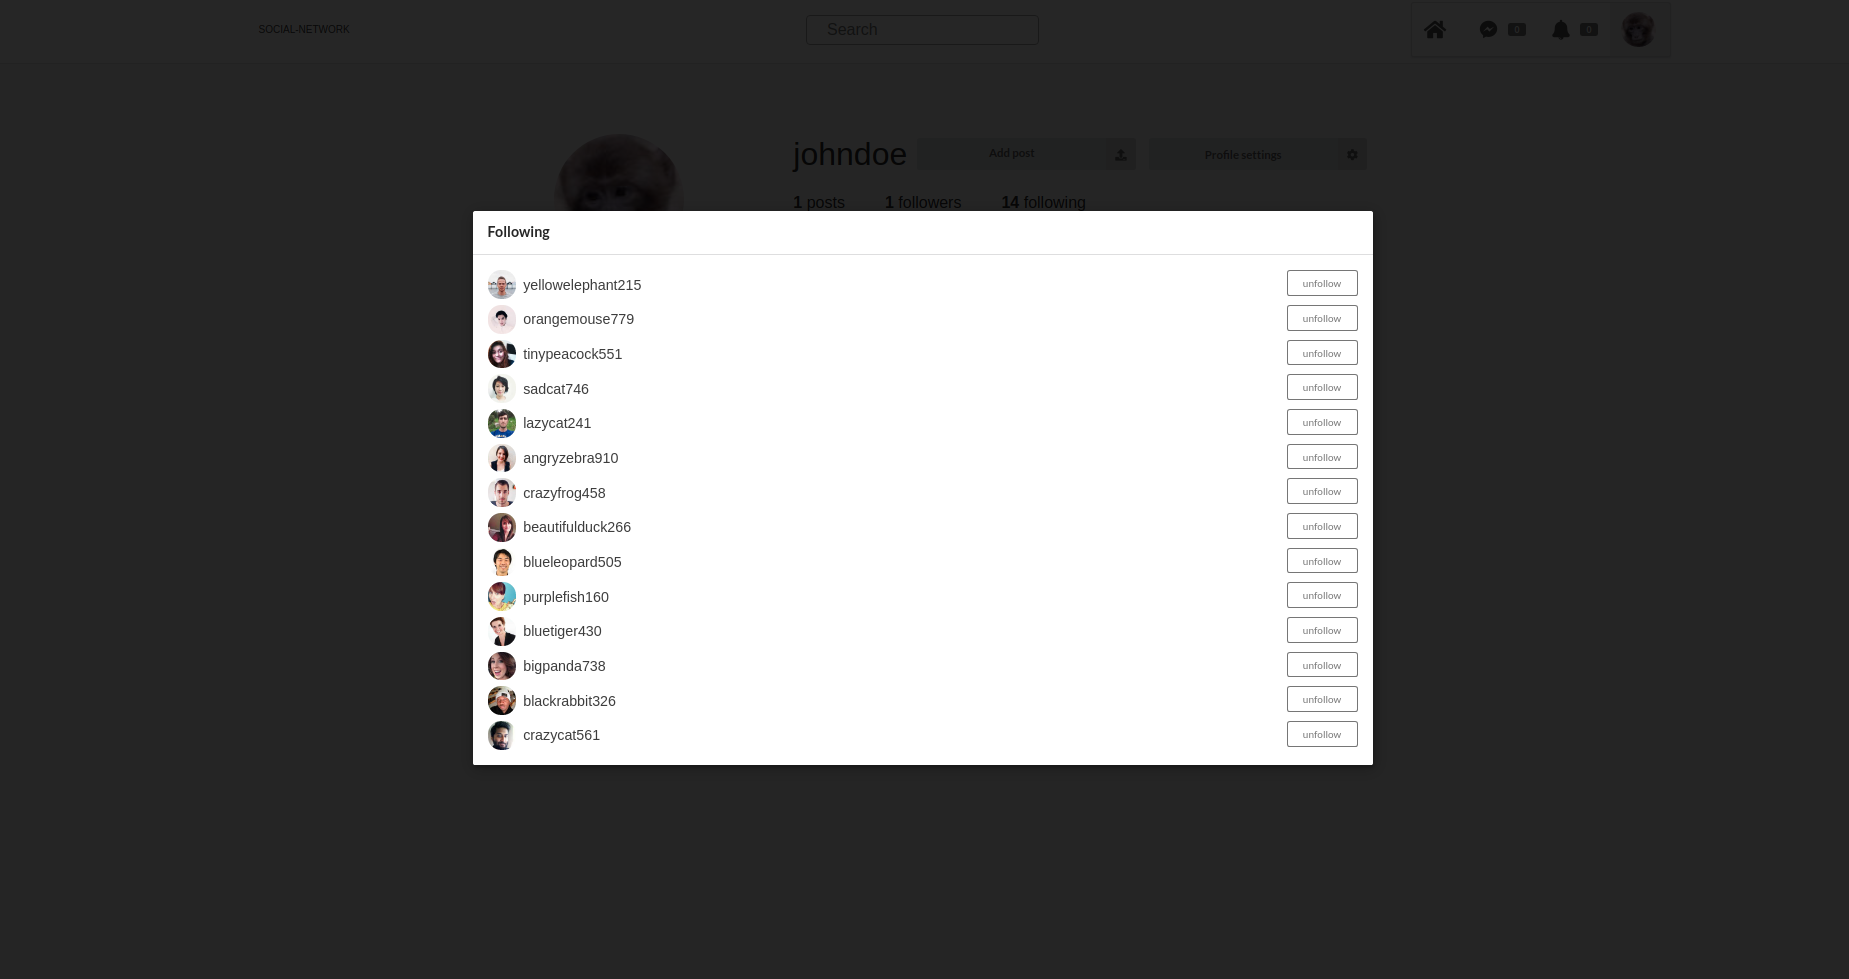 SOCIAL-NETWORK
Search
0
0
johndoe
Add post
Profile settings
1 posts 1 followers 14 following
Following
yellowelephant215 unfollow
orangemouse779 unfollow
tinypeacock551 unfollow
sadcat746 unfollow
lazycat241 unfollow
angryzebra910 unfollow
crazyfrog458 unfollow
beautifulduck266 unfollow
blueleopard505 unfollow
purplefish160 unfollow
bluetiger430 unfollow
bigpanda738 unfollow
blackrabbit326 unfollow
crazycat561 unfollow